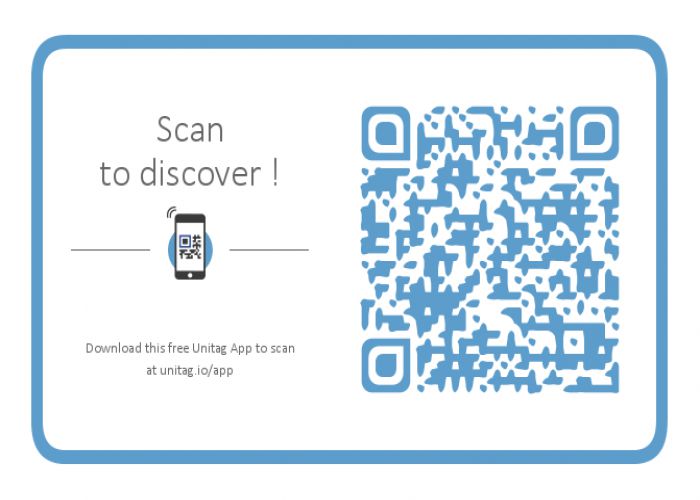 Scan
to discover !
Download this free Unitag App to scan
at unitag.io/app